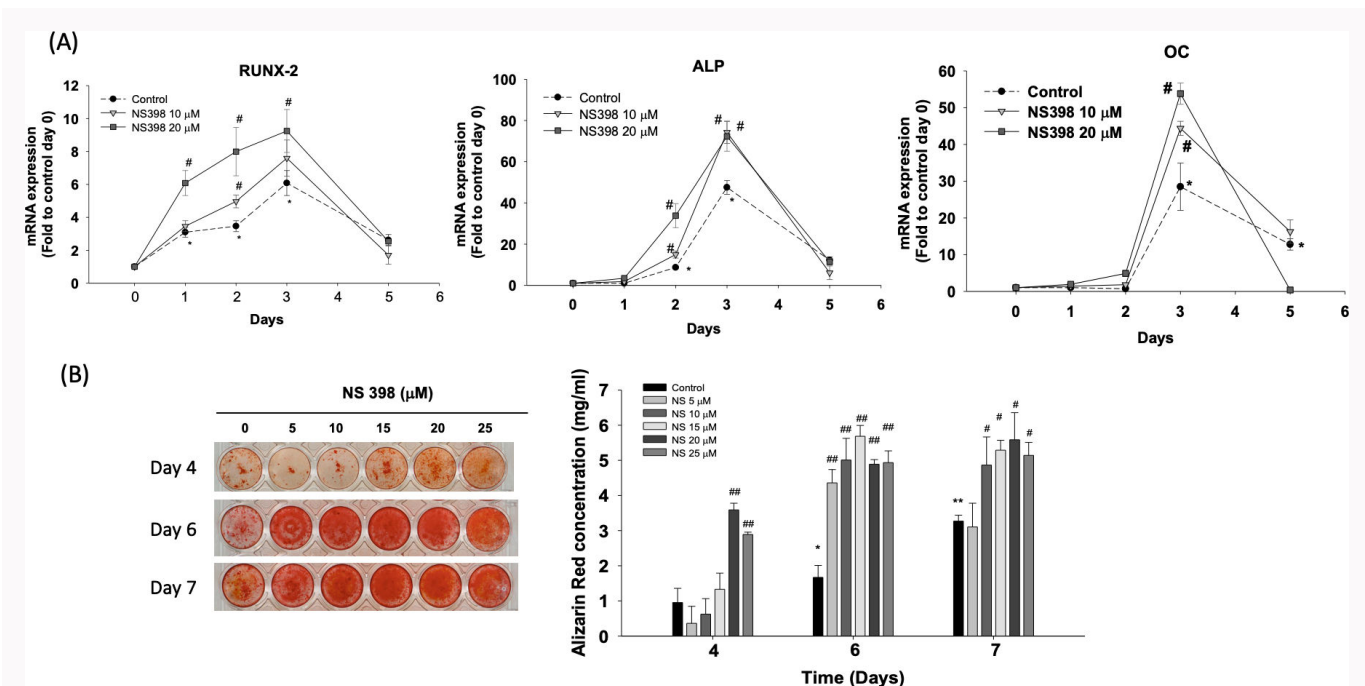 (A)
RUNX-2
mRNA expression
(Fold to control day 0)
12
10
8
6
4
2
0
Control
NS398 10 μM
NS398 20 μM
#
#
#
#
*
*
*
0 1 2 3 4 5 6
Days
ALP
mRNA expression
(Fold to control day 0)
100
80
60
40
20
0
Control
NS398 10 μM
NS398 20 μM
# #
#
#
*
*
0 1 2 3 4 5 6
Days
OC
mRNA expression
(Fold to control day 0)
60
50
40
30
20
10
0
Control
NS398 10 μM
NS398 20 μM
#
#
*
*
0 1 2 3 4 5 6
Days
(B)
NS 398 (μM)
0 5 10 15 20 25
Day 4
Day 6
Day 7
Alizarin Red concentration (mg/ml)
7
6
5
4
3
2
1
0
Control
NS 5 μM
NS 10 μM
NS 15 μM
NS 20 μM
NS 25 μM
##
##
*
##
##
##
##
##
**
#
#
#
#
4 6 7
Time (Days)